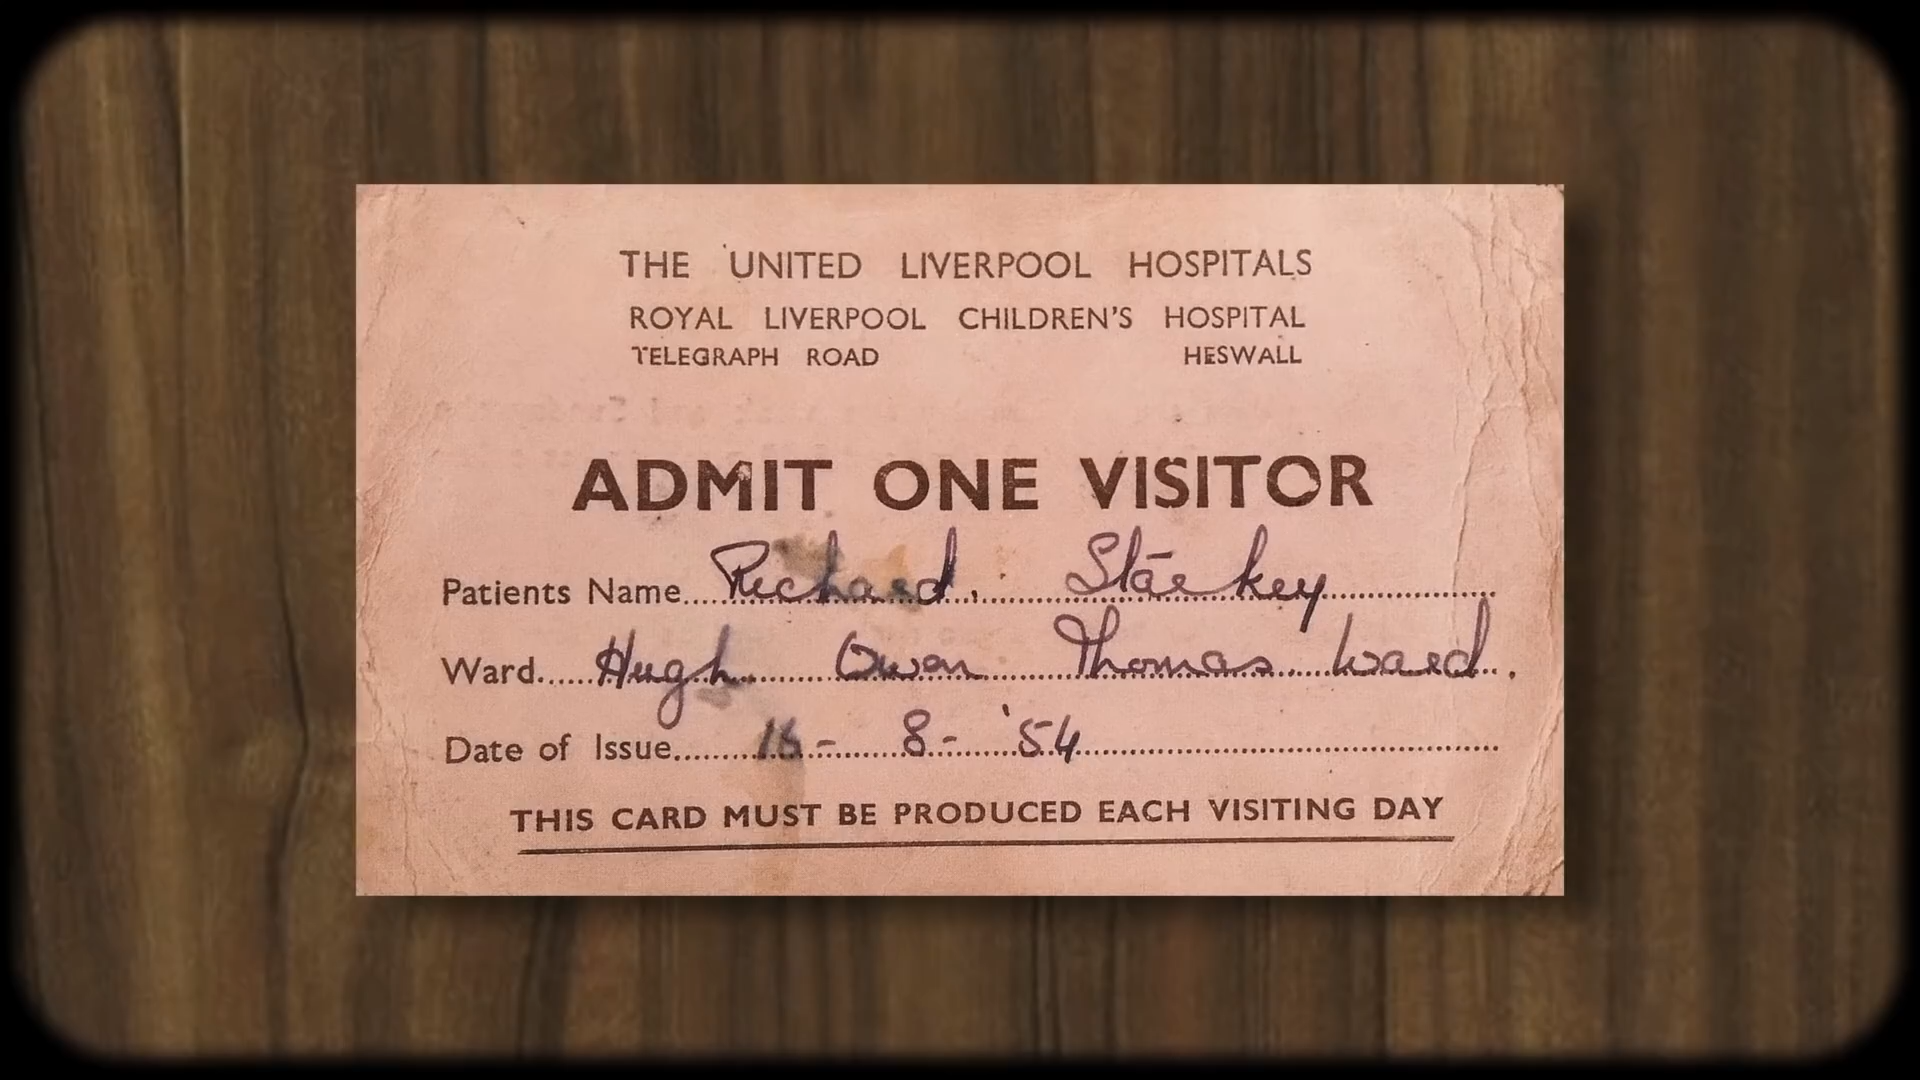 THE UNITED LIVERPOOL HOSPITALS
ROYAL LIVERPOOL CHILDREN'S HOSPITAL
TELEGRAPH ROAD HESWALL
ADMIT ONE VISITOR
Patients Name Richard. Starkey
Ward Hugh Owen Thomas Ward.
Date of Issue - 8 - '54
THIS CARD MUST BE PRODUCED EACH VISITING DAY